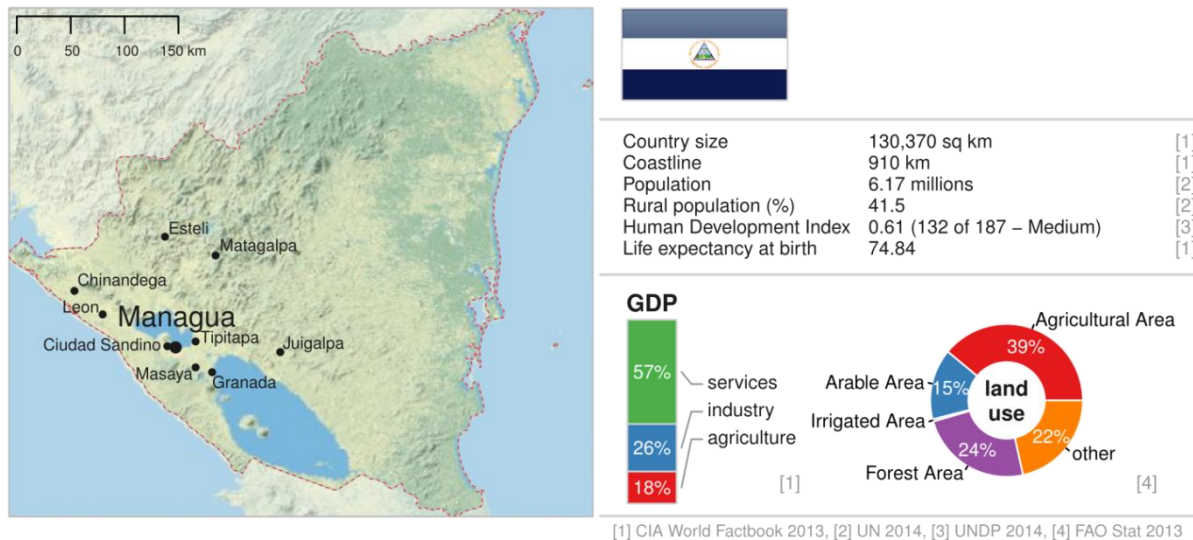 0 50 100 150 km
Esteli
Matagalpa
Chinandega
Leon
Managua
Ciudad Sandino
Tipitapa
Juigalpa
Masaya
Granada
Country size 130,370 sq km [1]
Coastline 910 km [1]
Population 6.17 millions [2]
Rural population (%) 41.5 [2]
Human Development Index 0.61 (132 of 187 – Medium) [3]
Life expectancy at birth 74.84 [1]
GDP
57%
services
industry
26%
agriculture
18%
[1]
Agricultural Area
39%
Arable Area
15%
land
use
Irrigated Area
22%
other
24%
Forest Area
[4]
[1] CIA World Factbook 2013, [2] UN 2014, [3] UNDP 2014, [4] FAO Stat 2013